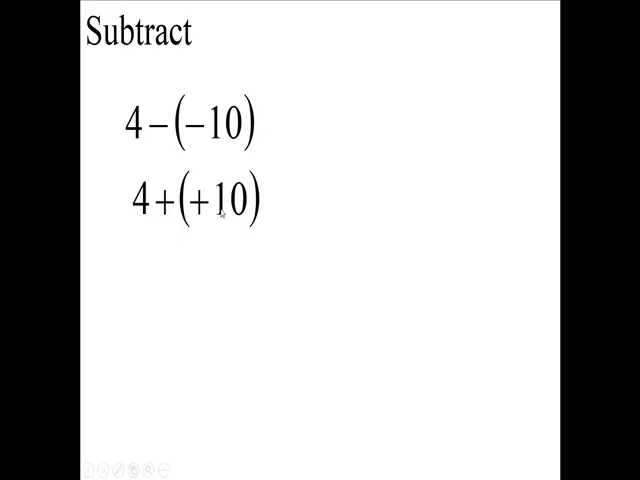 Subtract
4 − (−10)
4 + (+10)